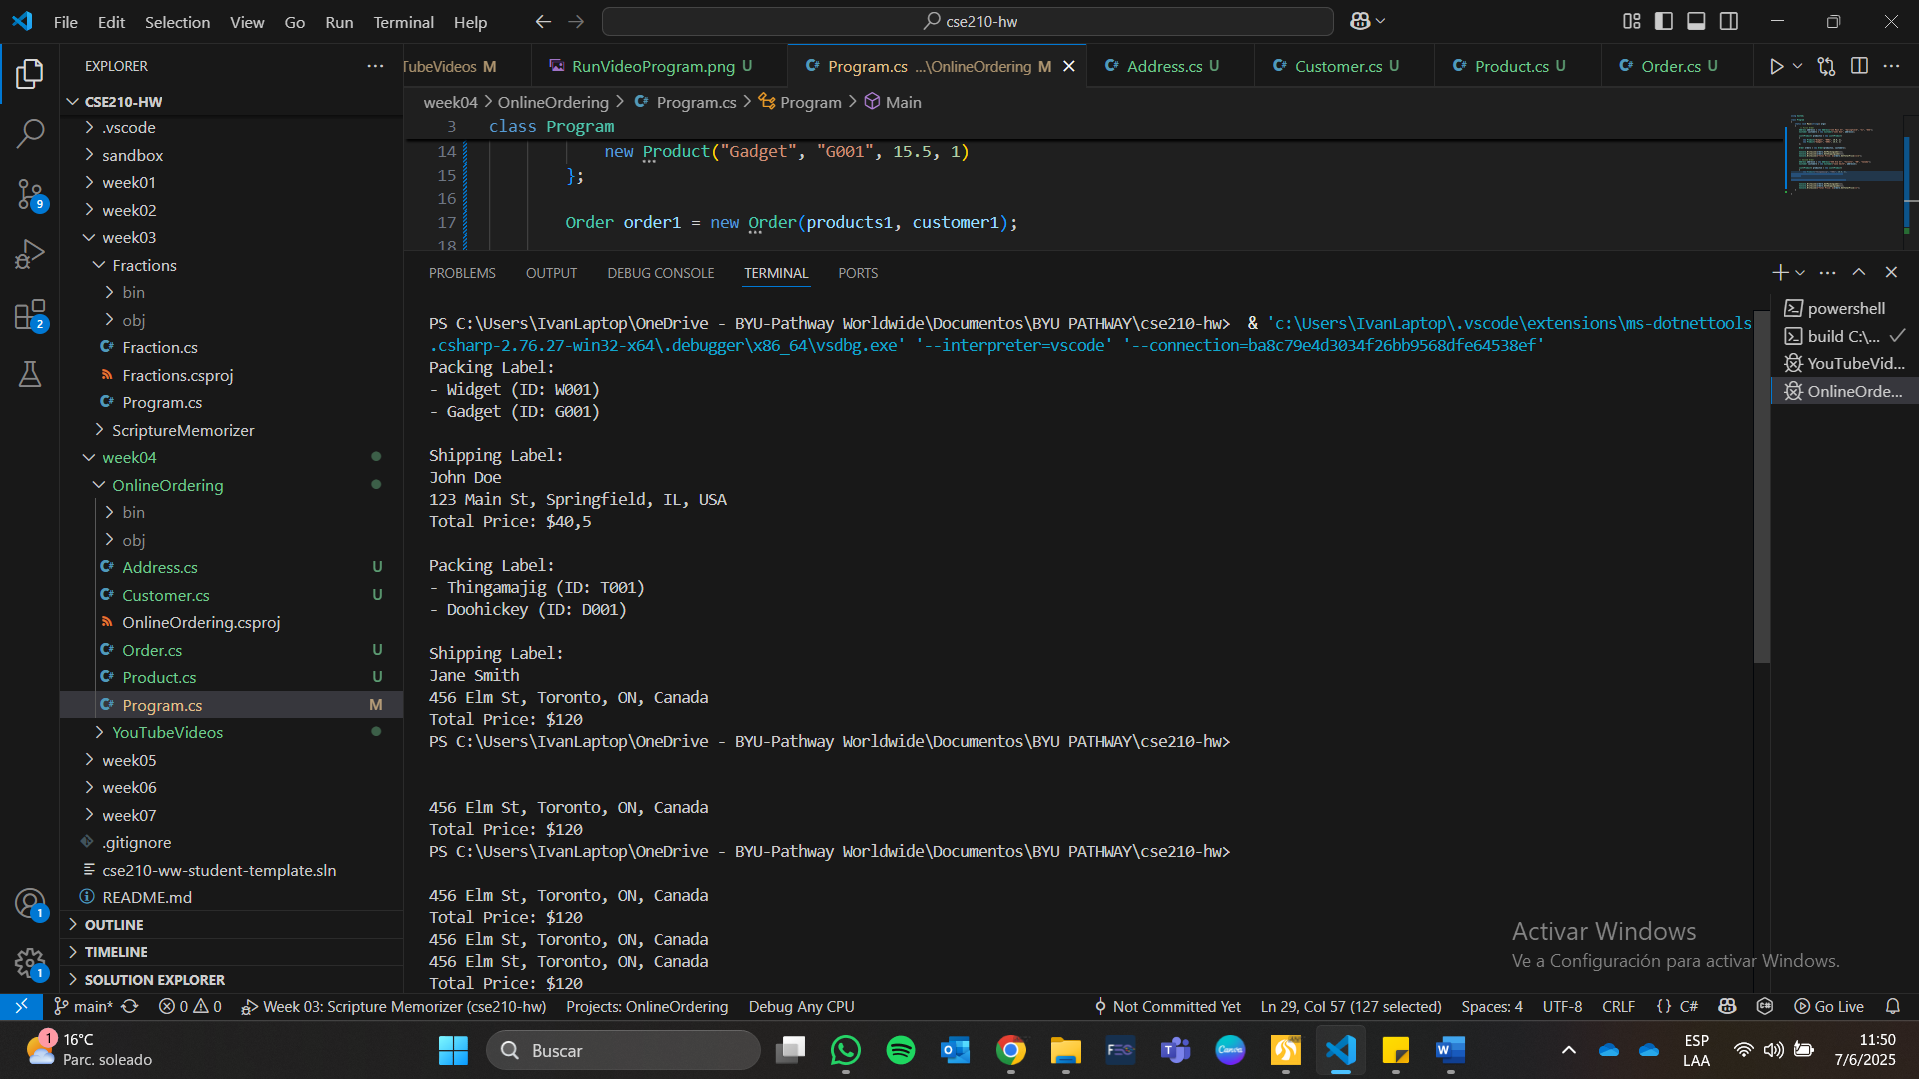 File Edit Selection View Go Run Terminal Help
cse210-hw
EXPLORER
CSE210-HW
.vscode
sandbox
week01
week02
week03
Fractions
bin
obj
Fraction.cs
Fractions.csproj
Program.cs
ScriptureMemorizer
week04
OnlineOrdering
bin
obj
Address.cs U
Customer.cs U
OnlineOrdering.csproj
Order.cs U
Product.cs U
Program.cs M
YouTubeVideos
week05
week06
week07
.gitignore
cse210-ww-student-template.sln
README.md
OUTLINE
TIMELINE
SOLUTION EXPLORER
9
2
1
1
TubeVideos M RunVideoProgram.png U Program.cs ...\OnlineOrdering M Address.cs U Customer.cs U Product.cs U Order.cs U
week04 > OnlineOrdering > Program.cs > Program > Main
3 class Program
14 new Product("Gadget", "G001", 15.5, 1)
15 };
16
17 Order order1 = new Order(products1, customer1);
18
PROBLEMS OUTPUT DEBUG CONSOLE TERMINAL PORTS
PS C:\Users\IvanLaptop\OneDrive - BYU-Pathway Worldwide\Documentos\BYU PATHWAY\cse210-hw> & 'c:\Users\IvanLaptop\.vscode\extensions\ms-dotnettools
.csharp-2.76.27-win32-x64\.debugger\x86_64\vsdbg.exe' '--interpreter=vscode' '--connection=ba8c79e4d3034f26bb9568dfe64538ef'
Packing Label:
- Widget (ID: W001)
- Gadget (ID: G001)
Shipping Label:
John Doe
123 Main St, Springfield, IL, USA
Total Price: $40,5
Packing Label:
- Thingamajig (ID: T001)
- Doohickey (ID: D001)
Shipping Label:
Jane Smith
456 Elm St, Toronto, ON, Canada
Total Price: $120
PS C:\Users\IvanLaptop\OneDrive - BYU-Pathway Worldwide\Documentos\BYU PATHWAY\cse210-hw>
456 Elm St, Toronto, ON, Canada
Total Price: $120
PS C:\Users\IvanLaptop\OneDrive - BYU-Pathway Worldwide\Documentos\BYU PATHWAY\cse210-hw>
456 Elm St, Toronto, ON, Canada
Total Price: $120
456 Elm St, Toronto, ON, Canada
456 Elm St, Toronto, ON, Canada
Total Price: $120
powershell
build C:\...
YouTubeVid...
OnlineOrde...
Activar Windows
Ve a Configuración para activar Windows.
main* 0 0 Week 03: Scripture Memorizer (cse210-hw) Projects: OnlineOrdering Debug Any CPU Not Committed Yet Ln 29, Col 57 (127 selected) Spaces: 4 UTF-8 CRLF {} C# Go Live
1
16°C
Parc. soleado
Buscar
Canva
ESP
LAA
11:50
7/6/2025